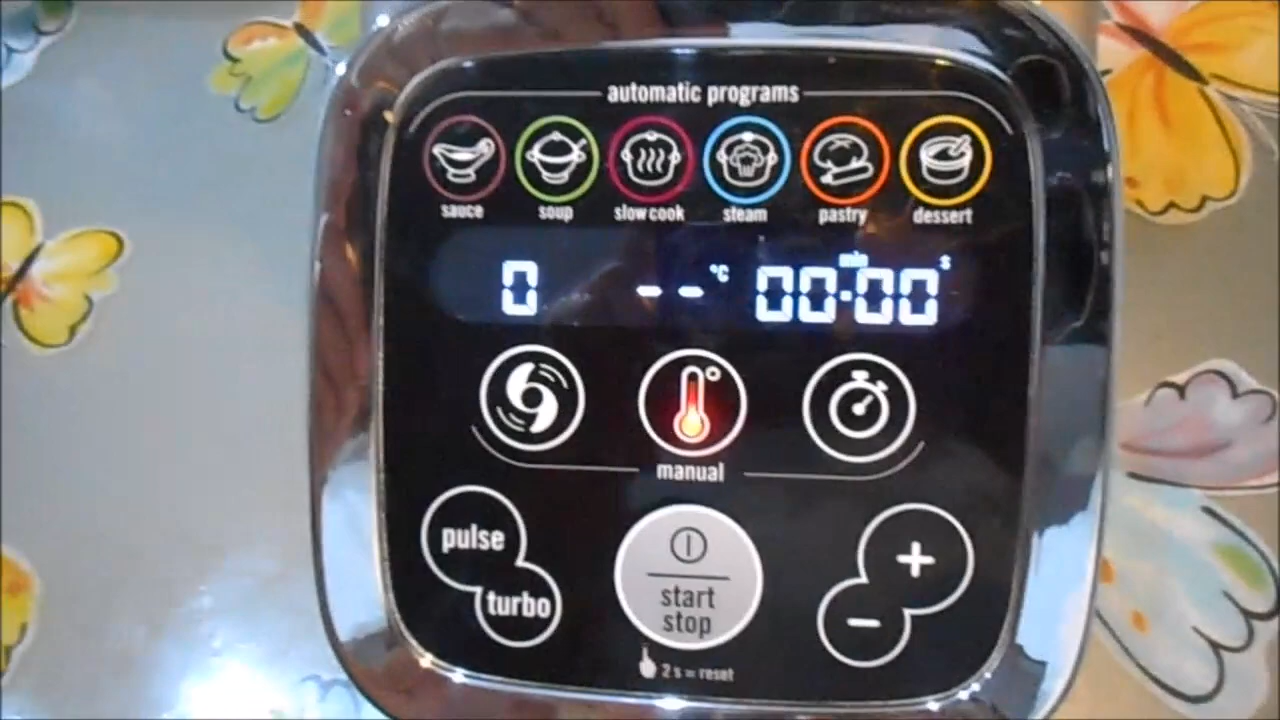 automatic programs
sauce soup slow cook steam pastry dessert
0 -- °C 00:00 min s
manual
pulse
turbo
start
stop
+
-
2 s = reset